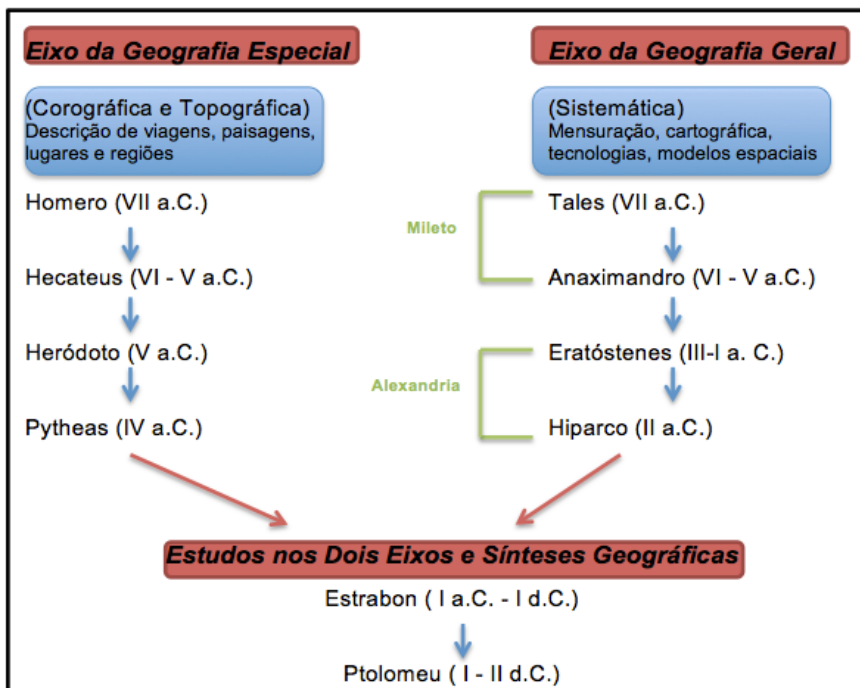 Eixo da Geografia Especial
(Corográfica e Topográfica)
Descrição de viagens, paisagens,
lugares e regiões
Homero (VII a.C.)
Hecateus (VI - V a.C.)
Heródoto (V a.C.)
Pytheas (IV a.C.)
Eixo da Geografia Geral
(Sistemática)
Mensuração, cartográfica,
tecnologias, modelos espaciais
Mileto
Tales (VII a.C.)
Anaximandro (VI - V a.C.)
Alexandria
Eratóstenes (III-I a. C.)
Hiparco (II a.C.)
Estudos nos Dois Eixos e Sínteses Geográficas
Estrabon ( I a.C. - I d.C.)
Ptolomeu ( I - II d.C.)